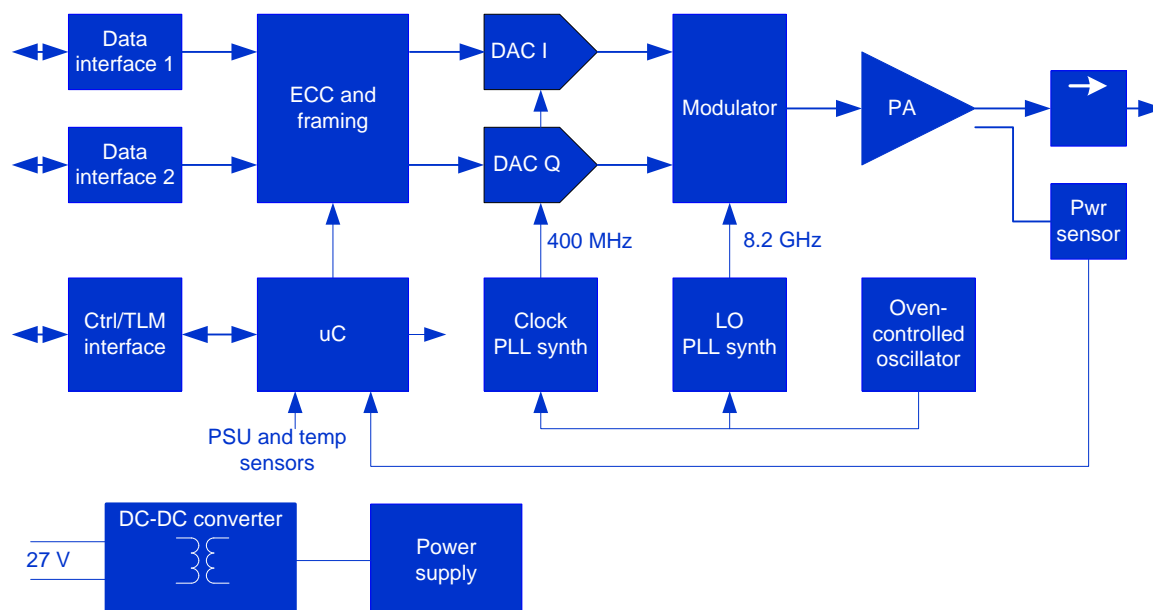 Data
interface 1
ECC and
framing
DAC I
Modulator
PA
Data
interface 2
DAC Q
Pwr
sensor
400 MHz
8.2 GHz
Ctrl/TLM
interface
uC
Clock
PLL synth
LO
PLL synth
Oven-
controlled
oscillator
PSU and temp
sensors
DC-DC converter
27 V
Power
supply